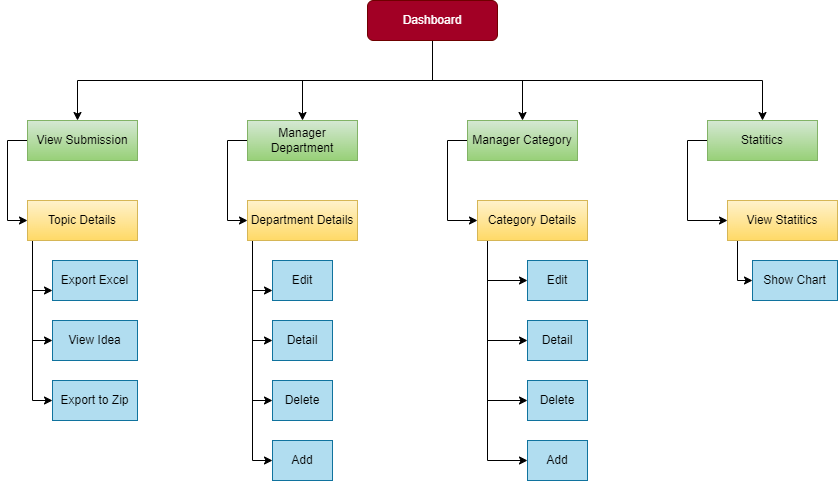 Dashboard
View Submission
Manager
Department
Manager Category
Statitics
Topic Details
Department Details
Category Details
View Statitics
Export Excel
Edit
Edit
Show Chart
View Idea
Detail
Detail
Export to Zip
Delete
Delete
Add
Add